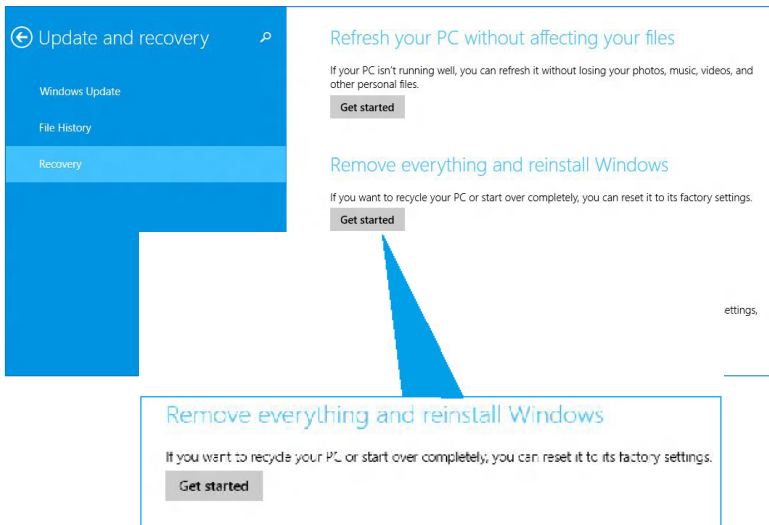 Update and recovery
Windows Update
File History
Recovery
Refresh your PC without affecting your files
If your PC isn't running well, you can refresh it without losing your photos, music, videos, and
other personal files.
Get started
Remove everything and reinstall Windows
If you want to recycle your PC or start over completely, you can reset it to its factory settings.
Get started
ettings,
Remove everything and reinstall Windows
If you want to recycle your PC or start over completely, you can reset it to its factory settings.
Get started